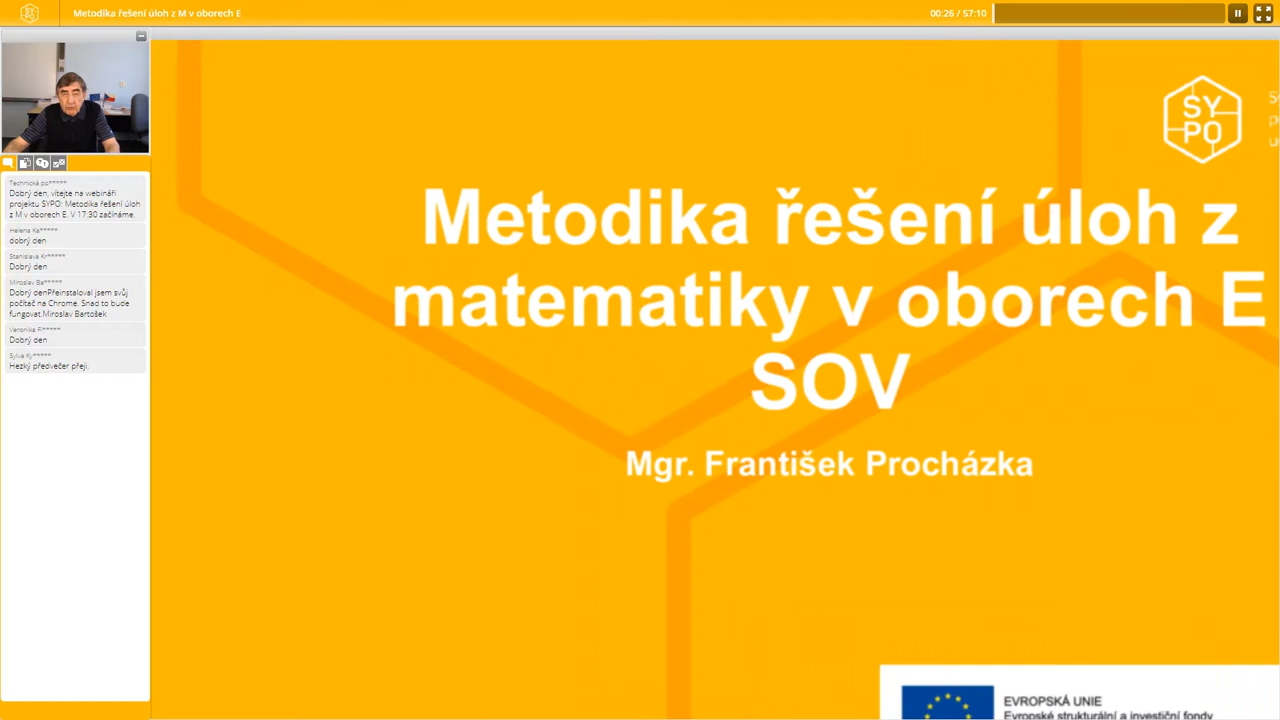 Metodika řešení úloh z M v oborech E
00:26 / 57:10
Technická po*****
Dobrý den, vítejte na webináři
projektu SYPO: Metodika řešení úloh
z M v oborech E. V 17:30 začínáme.
Helena Ka*****
dobrý den
Stanislava Kr*****
Dobrý den
Miroslav Ba*****
Dobrý denPřeinstaloval jsem svůj
počítač na Chrome. Snad to bude
fungovat.Miroslav Bartošek
Veronika Fi*****
Dobrý den
Sylva Ky*****
Hezký předvečer přeji.
SY
PO
Metodika řešení úloh z
matematiky v oborech E
SOV
Mgr. František Procházka
EVROPSKÁ UNIE
Evropské strukturální a investiční fondy